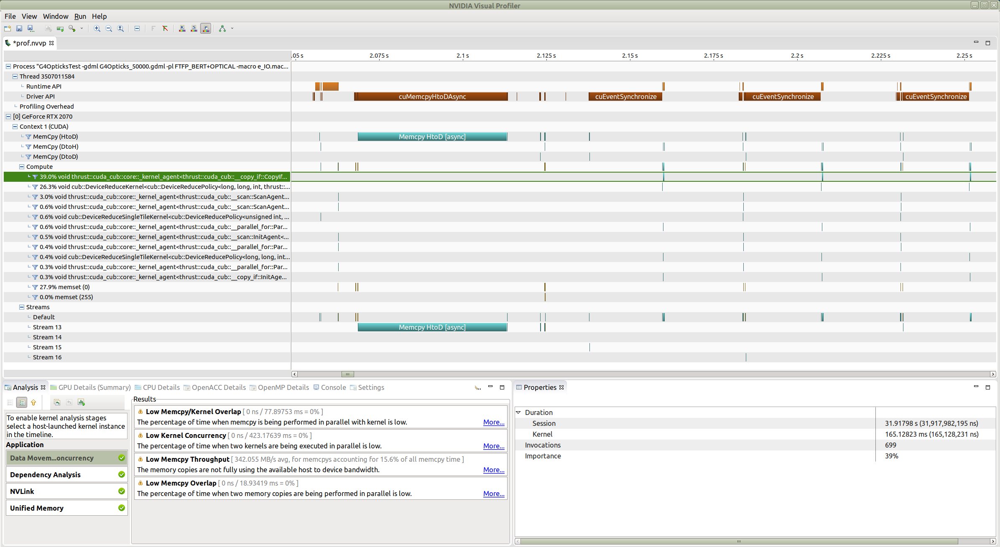 NVIDIA Visual Profiler
File View Window Run Help
*prof.nvvp
.05 s 2.075 s 2.1 s 2.125 s 2.15 s 2.175 s 2.2 s 2.225 s 2.25 s
Process "G4OpticksTest -gdml G4Opticks_50000.gdml -pl FTFP_BERT+OPTICAL -macro e_IO.mac...
Thread 3507011584
Runtime API
Driver API cuMemcpyHtoDAsync cuEventSynchronize cuEventSynchronize cuEventSynchronize
Profiling Overhead
[0] GeForce RTX 2070
Context 1 (CUDA)
MemCpy (HtoD) Memcpy HtoD [async]
MemCpy (DtoH)
MemCpy (DtoD)
Compute
39.0% void thrust::cuda_cub::core::_kernel_agent<thrust::cuda_cub::__copy_if::CopyIf...
26.3% void cub::DeviceReduceKernel<cub::DeviceReducePolicy<long, long, int, thrust::...
3.0% void thrust::cuda_cub::core::_kernel_agent<thrust::cuda_cub::__scan::ScanAgent...
0.6% void thrust::cuda_cub::core::_kernel_agent<thrust::cuda_cub::__scan::ScanAgent...
0.6% void cub::DeviceReduceSingleTileKernel<cub::DeviceReducePolicy<unsigned int, ...
0.6% void thrust::cuda_cub::core::_kernel_agent<thrust::cuda_cub::__parallel_for::Par...
0.5% void thrust::cuda_cub::core::_kernel_agent<thrust::cuda_cub::__scan::InitAgent<...
0.4% void thrust::cuda_cub::core::_kernel_agent<thrust::cuda_cub::__parallel_for::Par...
0.4% void cub::DeviceReduceSingleTileKernel<cub::DeviceReducePolicy<long, long, int...
0.3% void thrust::cuda_cub::core::_kernel_agent<thrust::cuda_cub::__parallel_for::Par...
0.3% void thrust::cuda_cub::core::_kernel_agent<thrust::cuda_cub::__copy_if::InitAge...
27.9% memset (0)
0.0% memset (255)
Streams
Default
Stream 13 Memcpy HtoD [async]
Stream 14
Stream 15
Stream 16
Analysis GPU Details (Summary) CPU Details OpenACC Details OpenMP Details Console Settings
To enable kernel analysis stages
select a host-launched kernel instance
in the timeline.
Application
Data Movem...oncurrency
Dependency Analysis
NVLink
Unified Memory
Results
Low Memcpy/Kernel Overlap [ 0 ns / 77.89753 ms = 0% ]
The percentage of time when memcpy is being performed in parallel with kernel is low. More...
Low Kernel Concurrency [ 0 ns / 423.17639 ms = 0% ]
The percentage of time when two kernels are being executed in parallel is low. More...
Low Memcpy Throughput [ 342.055 MB/s avg, for memcpys accounting for 15.6% of all memcpy time ]
The memory copies are not fully using the available host to device bandwidth. More...
Low Memcpy Overlap [ 0 ns / 18.93419 ms = 0% ]
The percentage of time when two memory copies are being performed in parallel is low. More...
Properties
Duration
Session 31.91798 s (31,917,982,195 ns)
Kernel 165.12823 ms (165,128,231 ns)
Invocations 699
Importance 39%